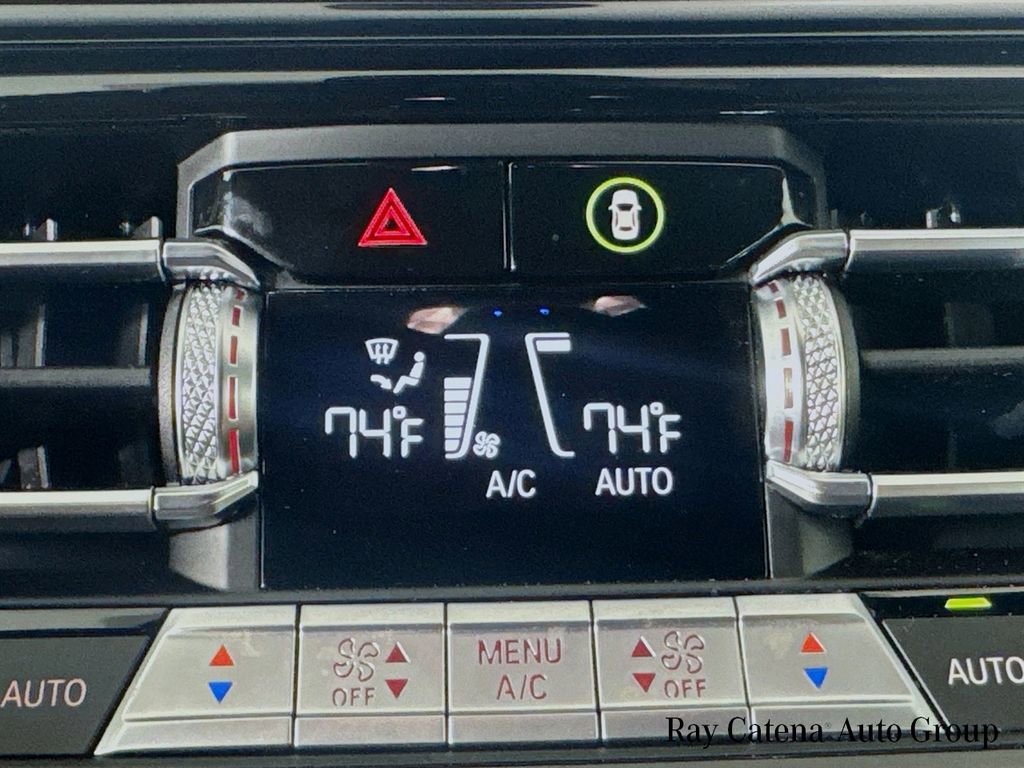 74°F
74°F
A/C
AUTO
AUTO
OFF
MENU
A/C
OFF
AUTO
Ray Catena Auto Group